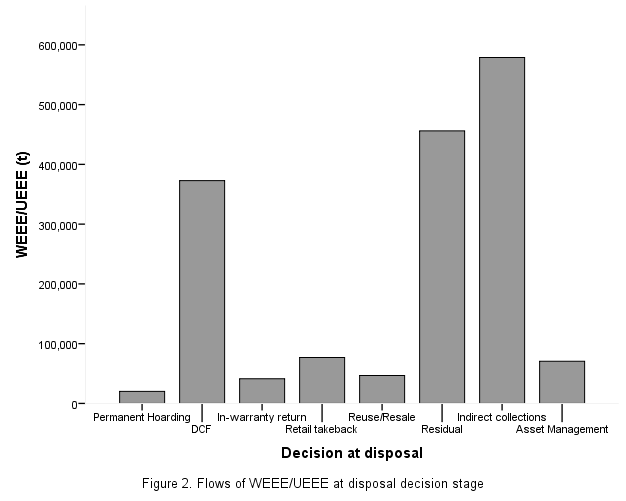 600,000
500,000
400,000
300,000
200,000
100,000
0
WEEE/UEEE (t)
Permanent Hoarding
DCF
In-warranty return
Retail takeback
Reuse/Resale
Residual
Indirect collections
Asset Management
Decision at disposal
Figure 2. Flows of WEEE/UEEE at disposal decision stage